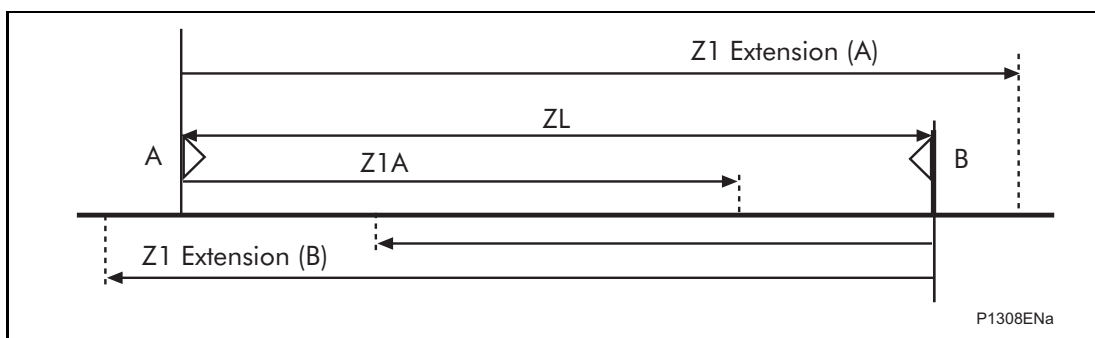 Z1 Extension (A)
ZL
A
B
Z1A
Z1 Extension (B)
P1308ENa